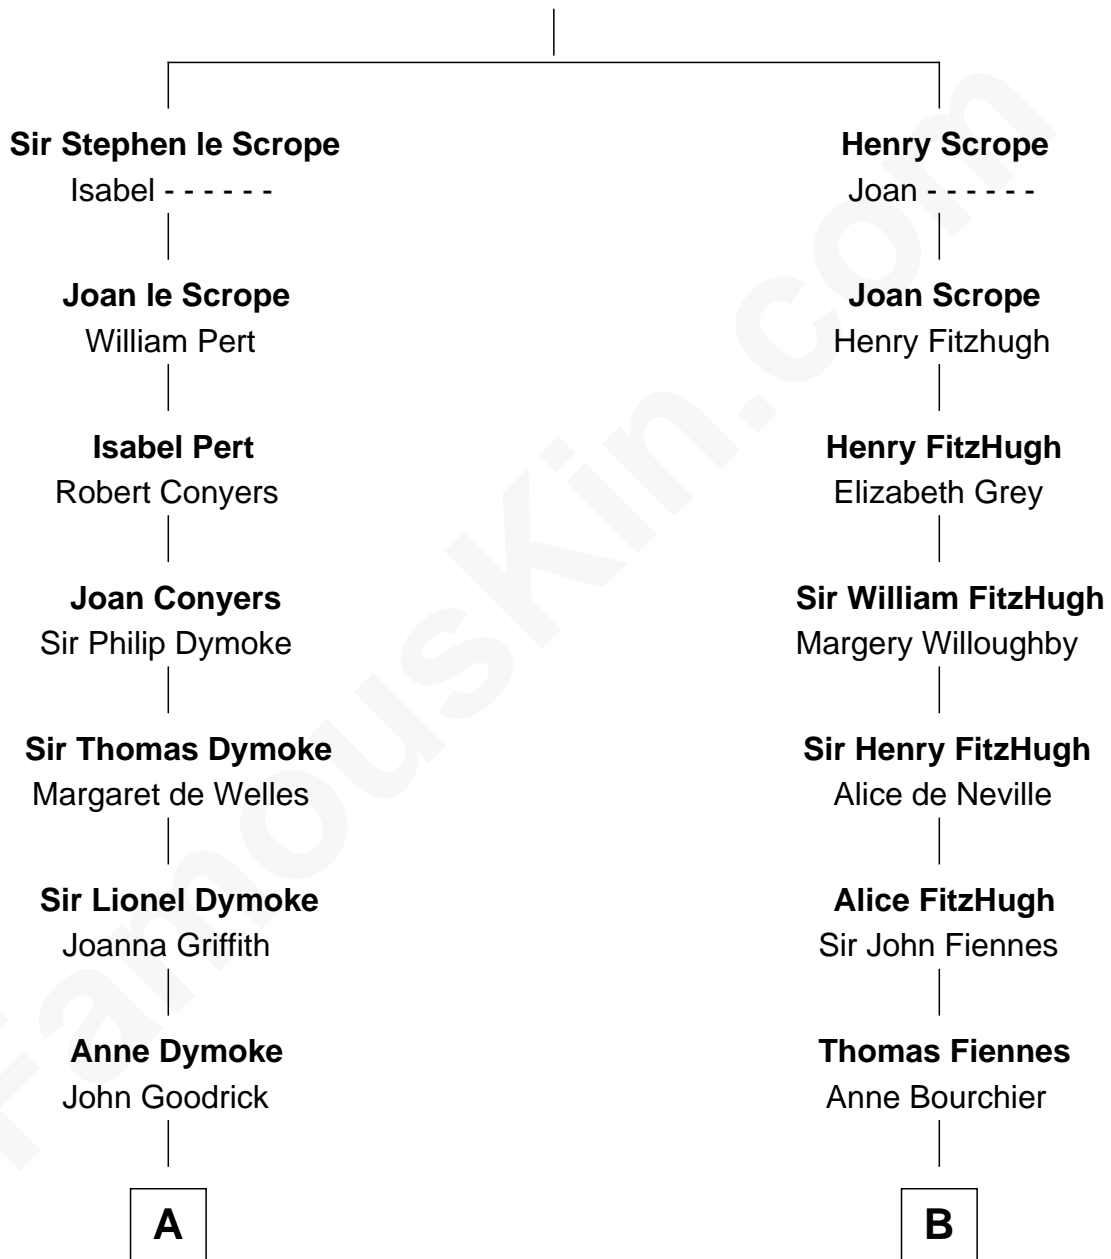 Sir Stephen le Scrope
Isabel - - - - - -
Joan le Scrope
William Pert
Isabel Pert
Robert Conyers
Joan Conyers
Sir Philip Dymoke
Sir Thomas Dymoke
Margaret de Welles
Sir Lionel Dymoke
Joanna Griffith
Anne Dymoke
John Goodrick
A
Henry Scrope
Joan - - - - - -
Joan Scrope
Henry Fitzhugh
Henry FitzHugh
Elizabeth Grey
Sir William FitzHugh
Margery Willoughby
Sir Henry FitzHugh
Alice de Neville
Alice FitzHugh
Sir John Fiennes
Thomas Fiennes
Anne Bourchier
B
FamousKin.com